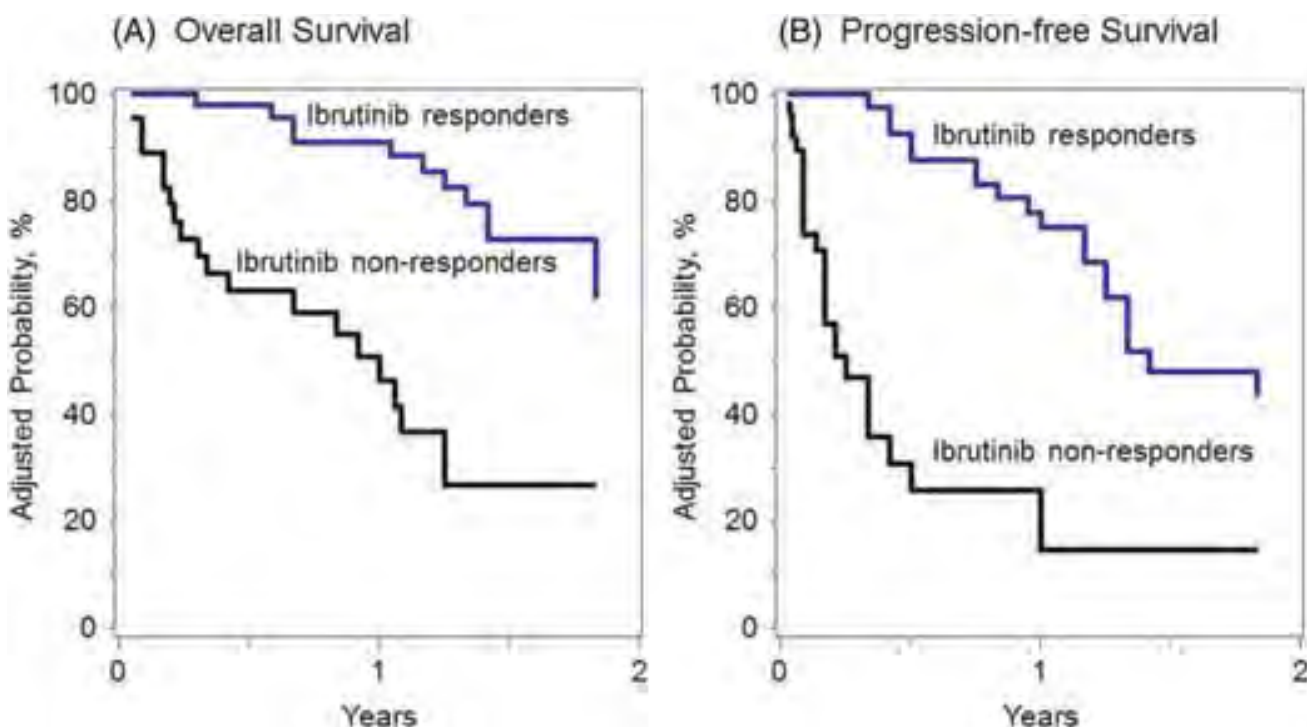 (A) Overall Survival
Adjusted Probability, %
100
80
60
40
20
0
Ibrutinib responders
Ibrutinib non-responders
0 1 2
Years
(B) Progression-free Survival
Adjusted Probability, %
100
80
60
40
20
0
Ibrutinib responders
Ibrutinib non-responders
0 1 2
Years